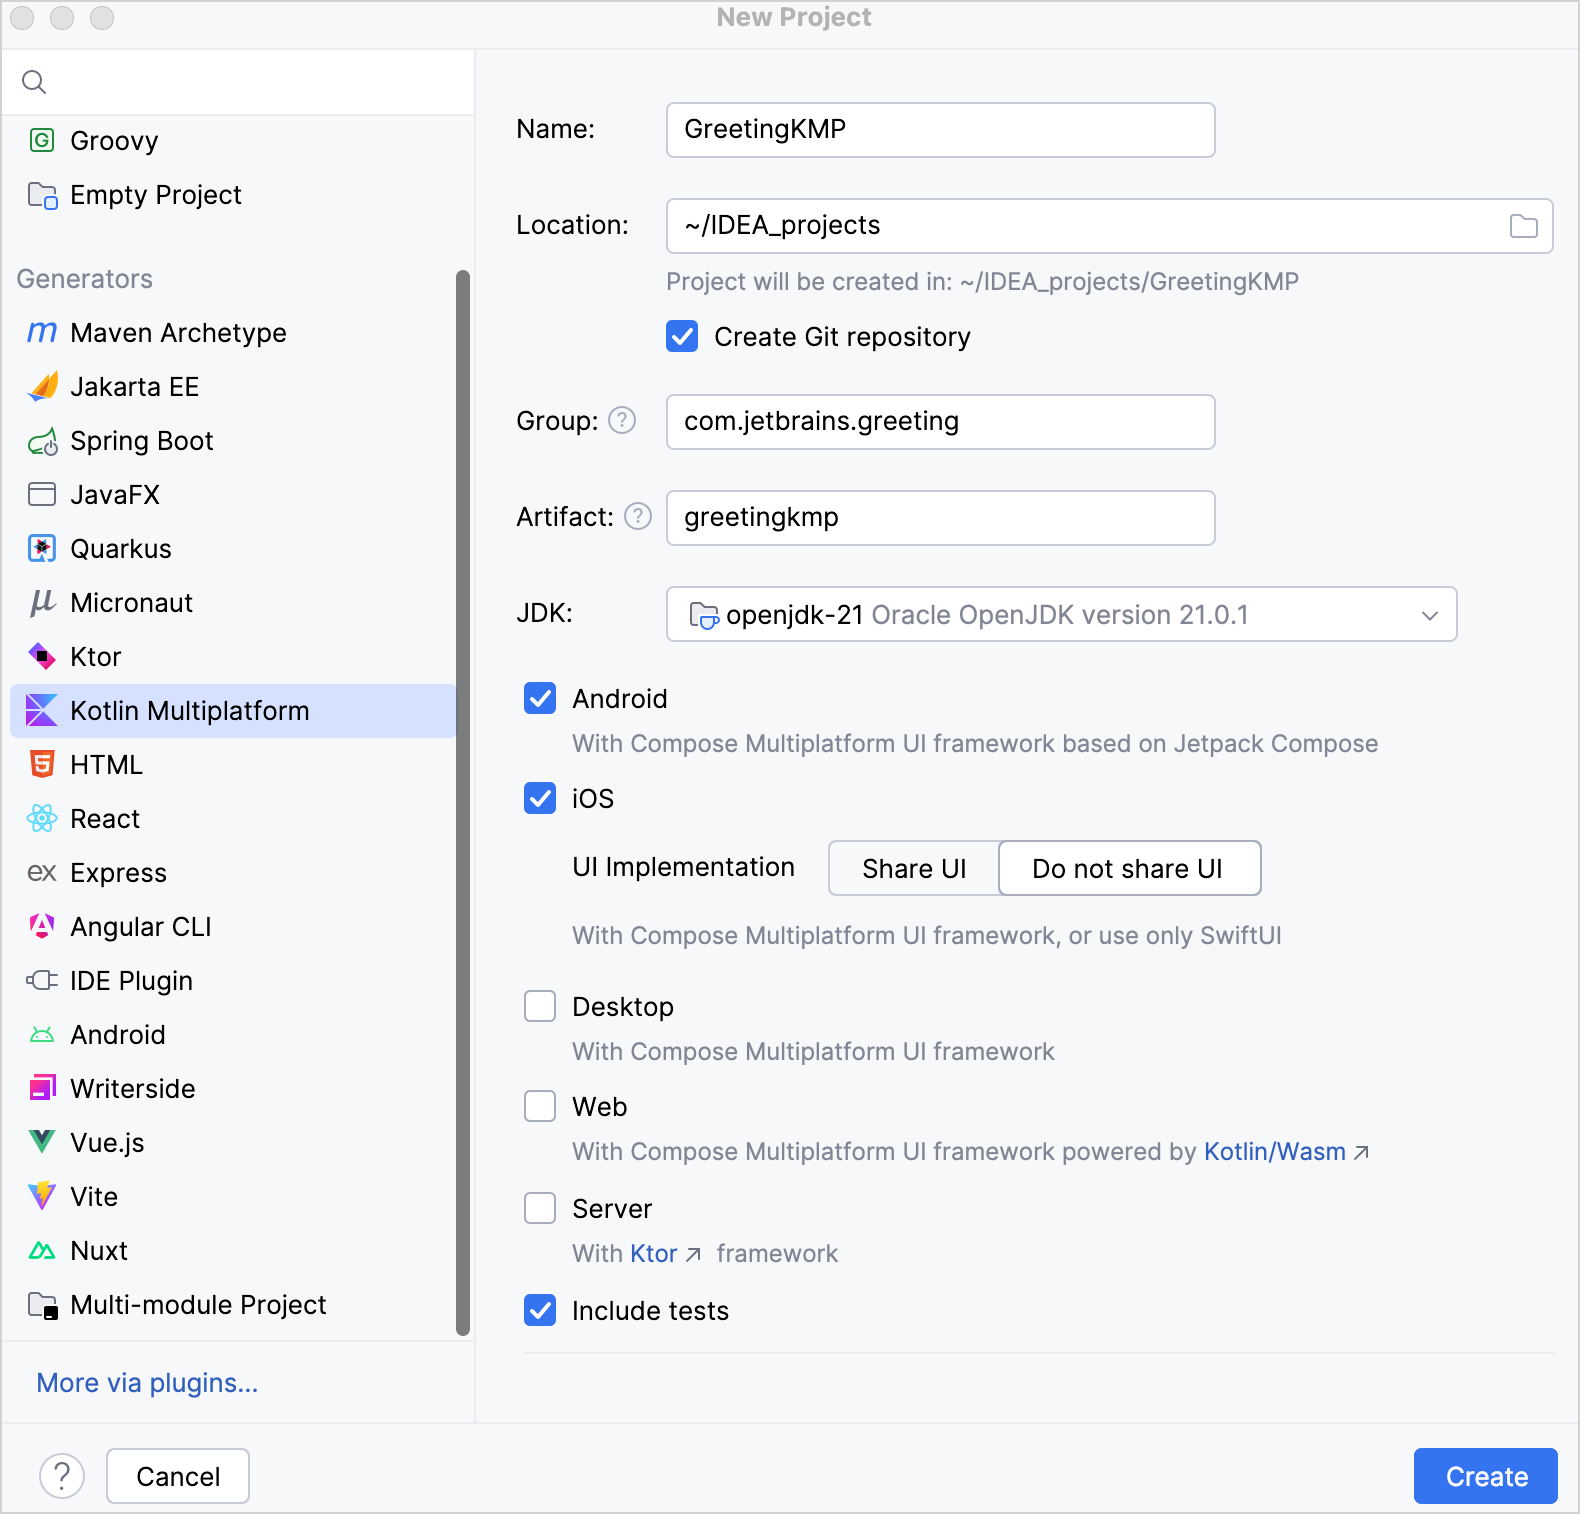 New Project
Groovy
Empty Project
Generators
Maven Archetype
Jakarta EE
Spring Boot
JavaFX
Quarkus
Micronaut
Ktor
Kotlin Multiplatform
HTML
React
Express
Angular CLI
IDE Plugin
Android
Writerside
Vue.js
Vite
Nuxt
Multi-module Project
More via plugins...
Name: GreetingKMP
Location: ~/IDEA_projects
Project will be created in: ~/IDEA_projects/GreetingKMP
Create Git repository
Group: ? com.jetbrains.greeting
Artifact: ? greetingkmp
JDK: openjdk-21 Oracle OpenJDK version 21.0.1
Android
With Compose Multiplatform UI framework based on Jetpack Compose
iOS
UI Implementation Share UI Do not share UI
With Compose Multiplatform UI framework, or use only SwiftUI
Desktop
With Compose Multiplatform UI framework
Web
With Compose Multiplatform UI framework powered by Kotlin/Wasm ↗
Server
With Ktor ↗ framework
Include tests
? Cancel Create